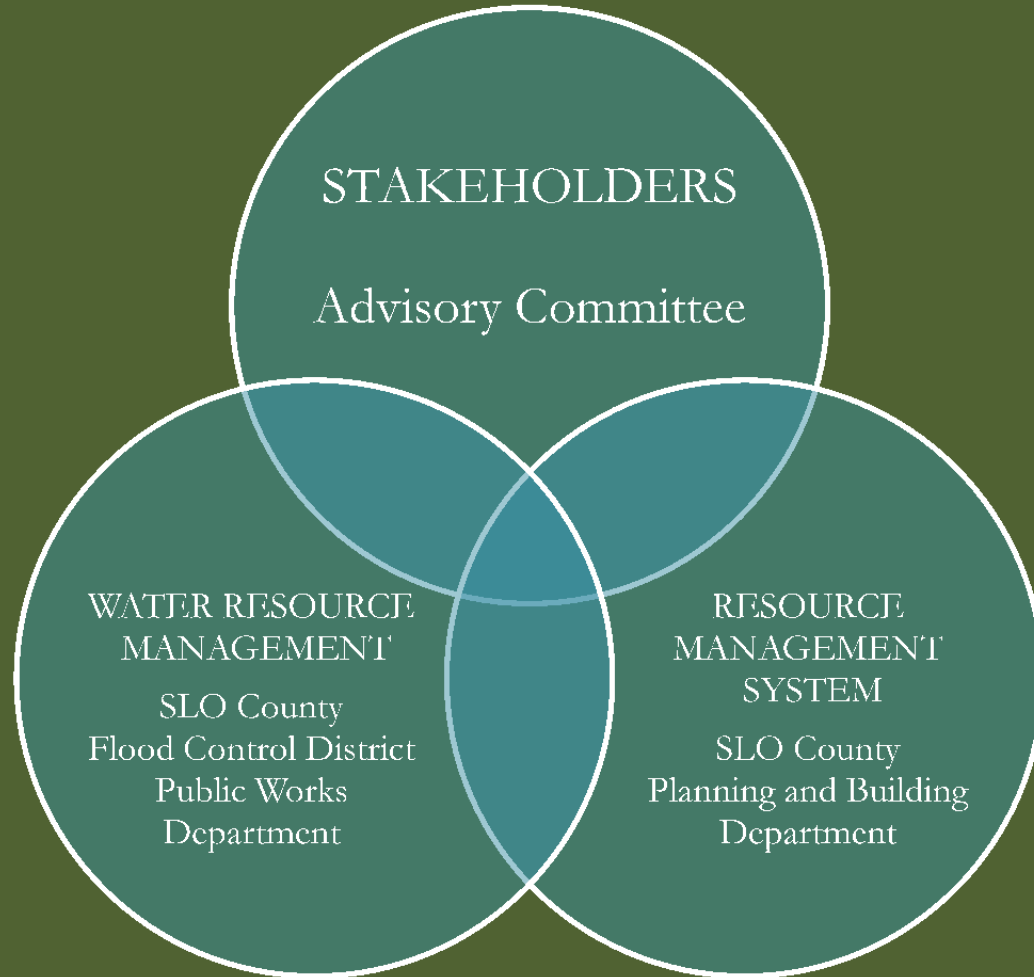 STAKEHOLDERS
Advisory Committee
WATER RESOURCE
MANAGEMENT
SLO County
Flood Control District
Public Works
Department
RESOURCE
MANAGEMENT
SYSTEM
SLO County
Planning and Building
Department